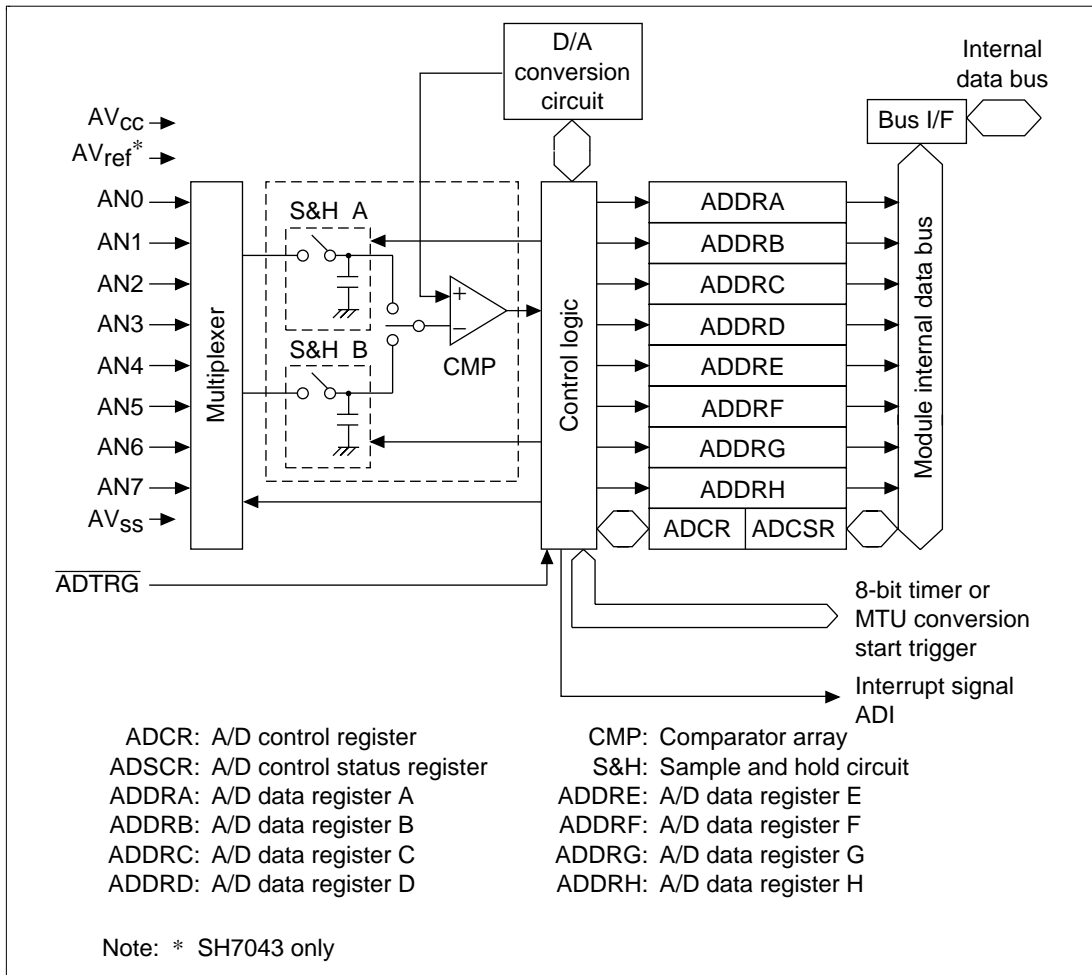 D/A
conversion
circuit
Internal
data bus
Bus I/F
AVcc
AVref*
AN0
AN1
AN2
AN3
AN4
AN5
AN6
AN7
AVss
ADTRG
Multiplexer
S&H A
S&H B
+
−
CMP
Control logic
ADDRA
ADDRB
ADDRC
ADDRD
ADDRE
ADDRF
ADDRG
ADDRH
ADCR ADCSR
Module internal data bus
8-bit timer or
MTU conversion
start trigger
Interrupt signal
ADI
ADCR: A/D control register
ADSCR: A/D control status register
ADDRA: A/D data register A
ADDRB: A/D data register B
ADDRC: A/D data register C
ADDRD: A/D data register D
CMP: Comparator array
S&H: Sample and hold circuit
ADDRE: A/D data register E
ADDRF: A/D data register F
ADDRG: A/D data register G
ADDRH: A/D data register H
Note: * SH7043 only